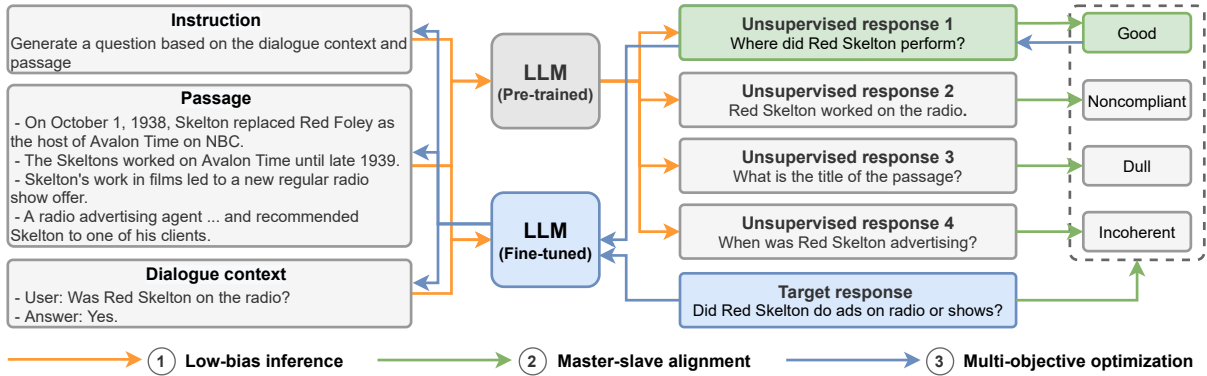 Instruction
Generate a question based on the dialogue context and
passage
Passage
- On October 1, 1938, Skelton replaced Red Foley as
the host of Avalon Time on NBC.
- The Skeltons worked on Avalon Time until late 1939.
- Skelton's work in films led to a new regular radio
show offer.
- A radio advertising agent ... and recommended
Skelton to one of his clients.
Dialogue context
- User: Was Red Skelton on the radio?
- Answer: Yes.
LLM
(Pre-trained)
LLM
(Fine-tuned)
Unsupervised response 1
Where did Red Skelton perform?
Unsupervised response 2
Red Skelton worked on the radio.
Unsupervised response 3
What is the title of the passage?
Unsupervised response 4
When was Red Skelton advertising?
Target response
Did Red Skelton do ads on radio or shows?
Good
Noncompliant
Dull
Incoherent
1 Low-bias inference
2 Master-slave alignment
3 Multi-objective optimization